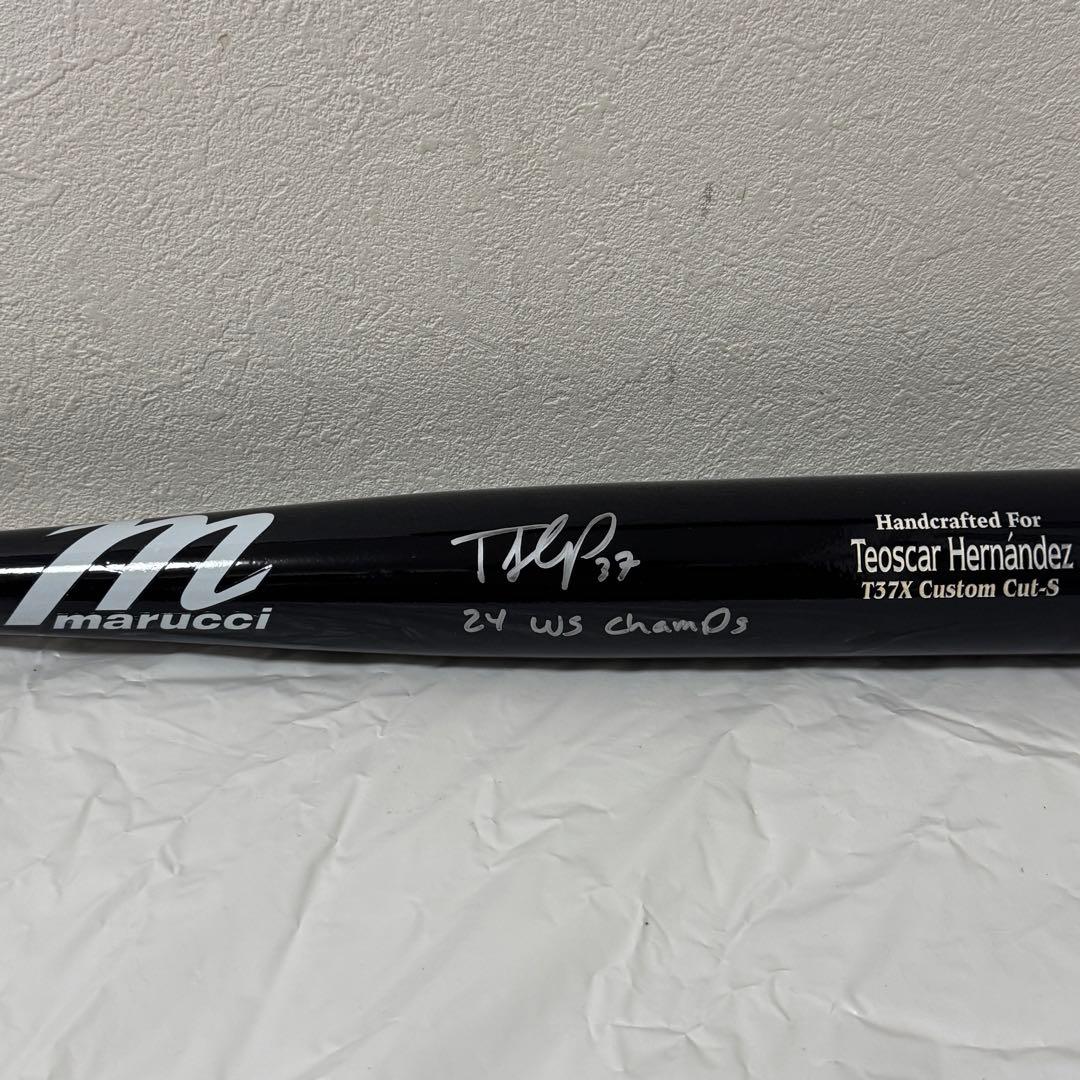 m
marucci
37
24 WS Champs
Handcrafted For
Teoscar Hernández
T37X Custom Cut-S